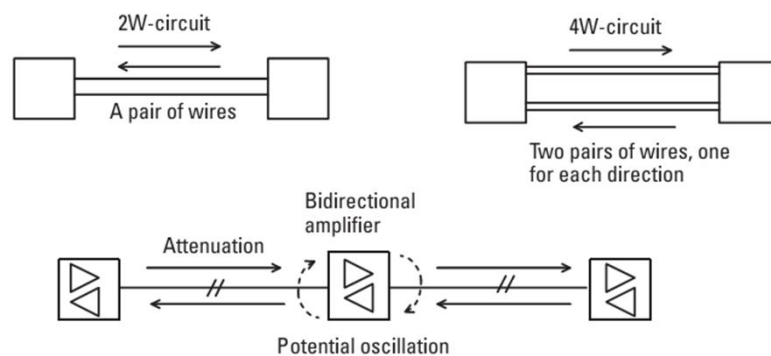 2W-circuit
A pair of wires
4W-circuit
Two pairs of wires, one
for each direction
Bidirectional
amplifier
Attenuation
Potential oscillation